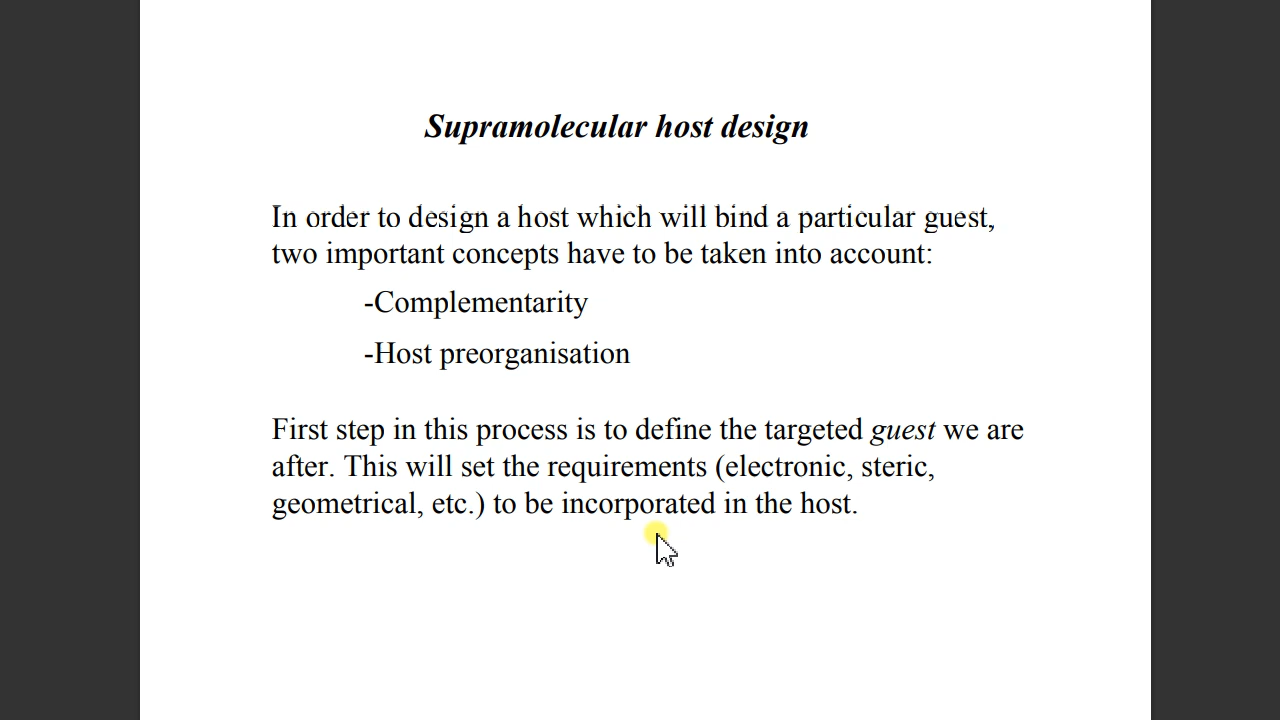 Supramolecular host design
In order to design a host which will bind a particular guest,
two important concepts have to be taken into account:
-Complementarity
-Host preorganisation
First step in this process is to define the targeted guest we are
after. This will set the requirements (electronic, steric,
geometrical, etc.) to be incorporated in the host.